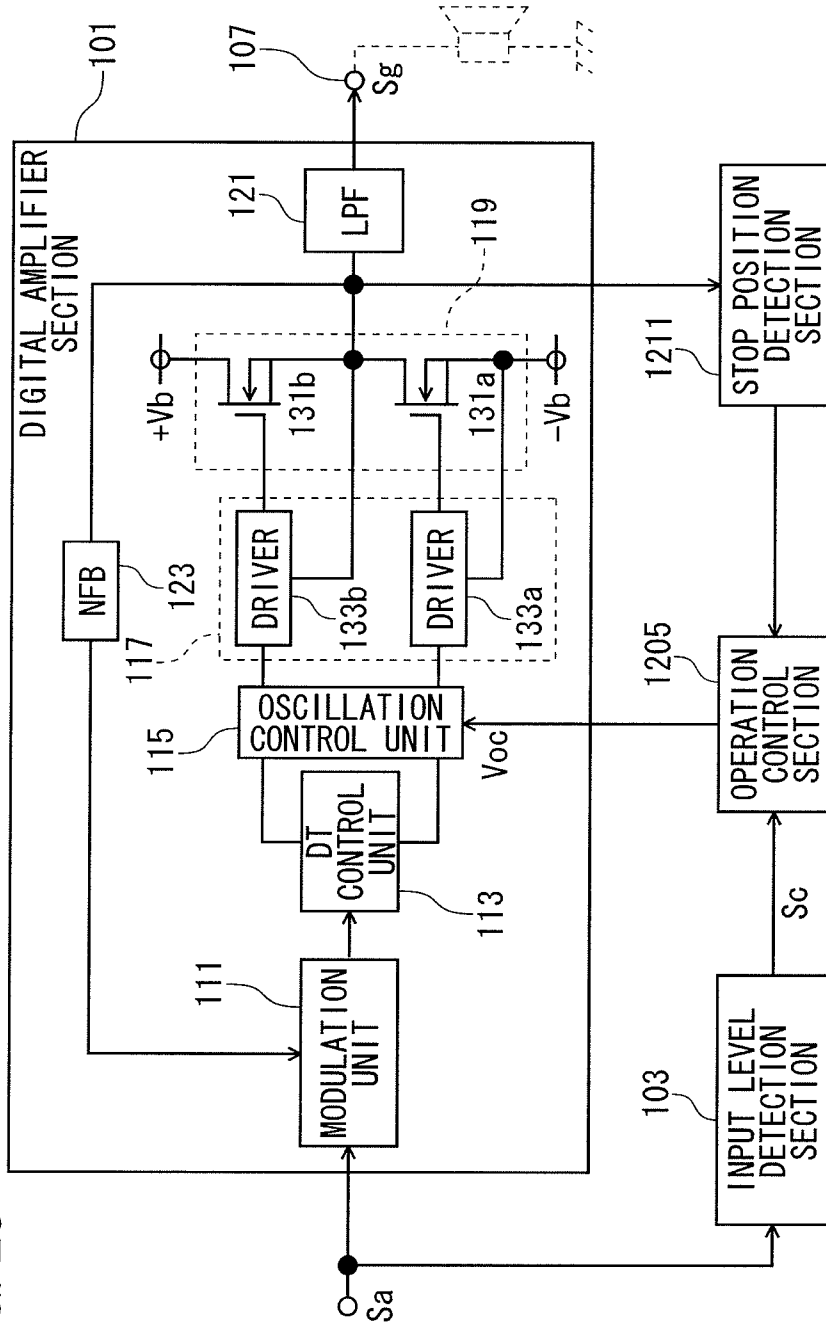 DIGITAL AMPLIFIER
SECTION
101
NFB
123
+Vb
121
LPF
107
Sg
117
119
DRIVER
133b
131b
115
OSCILLATION
CONTROL UNIT
111
MODULATION
UNIT
DT
CONTROL
UNIT
113
DRIVER
133a
131a
-Vb
Sa
Voc
103
INPUT LEVEL
DETECTION
SECTION
Sc
1205
OPERATION
CONTROL
SECTION
1211
STOP POSITION
DETECTION
SECTION